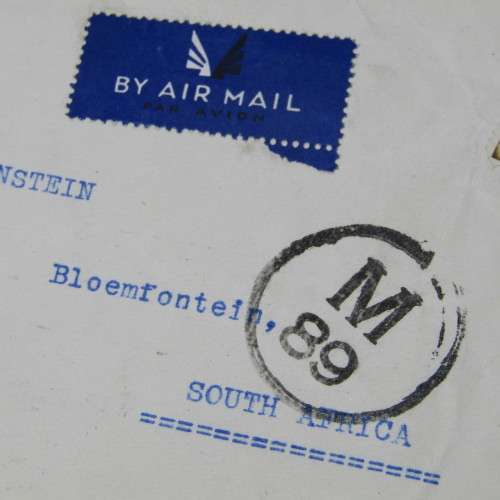 BY AIR MAIL
PAR AVION
NSTEIN
Bloemfontein,
M
89
SOUTH AFRICA
=================